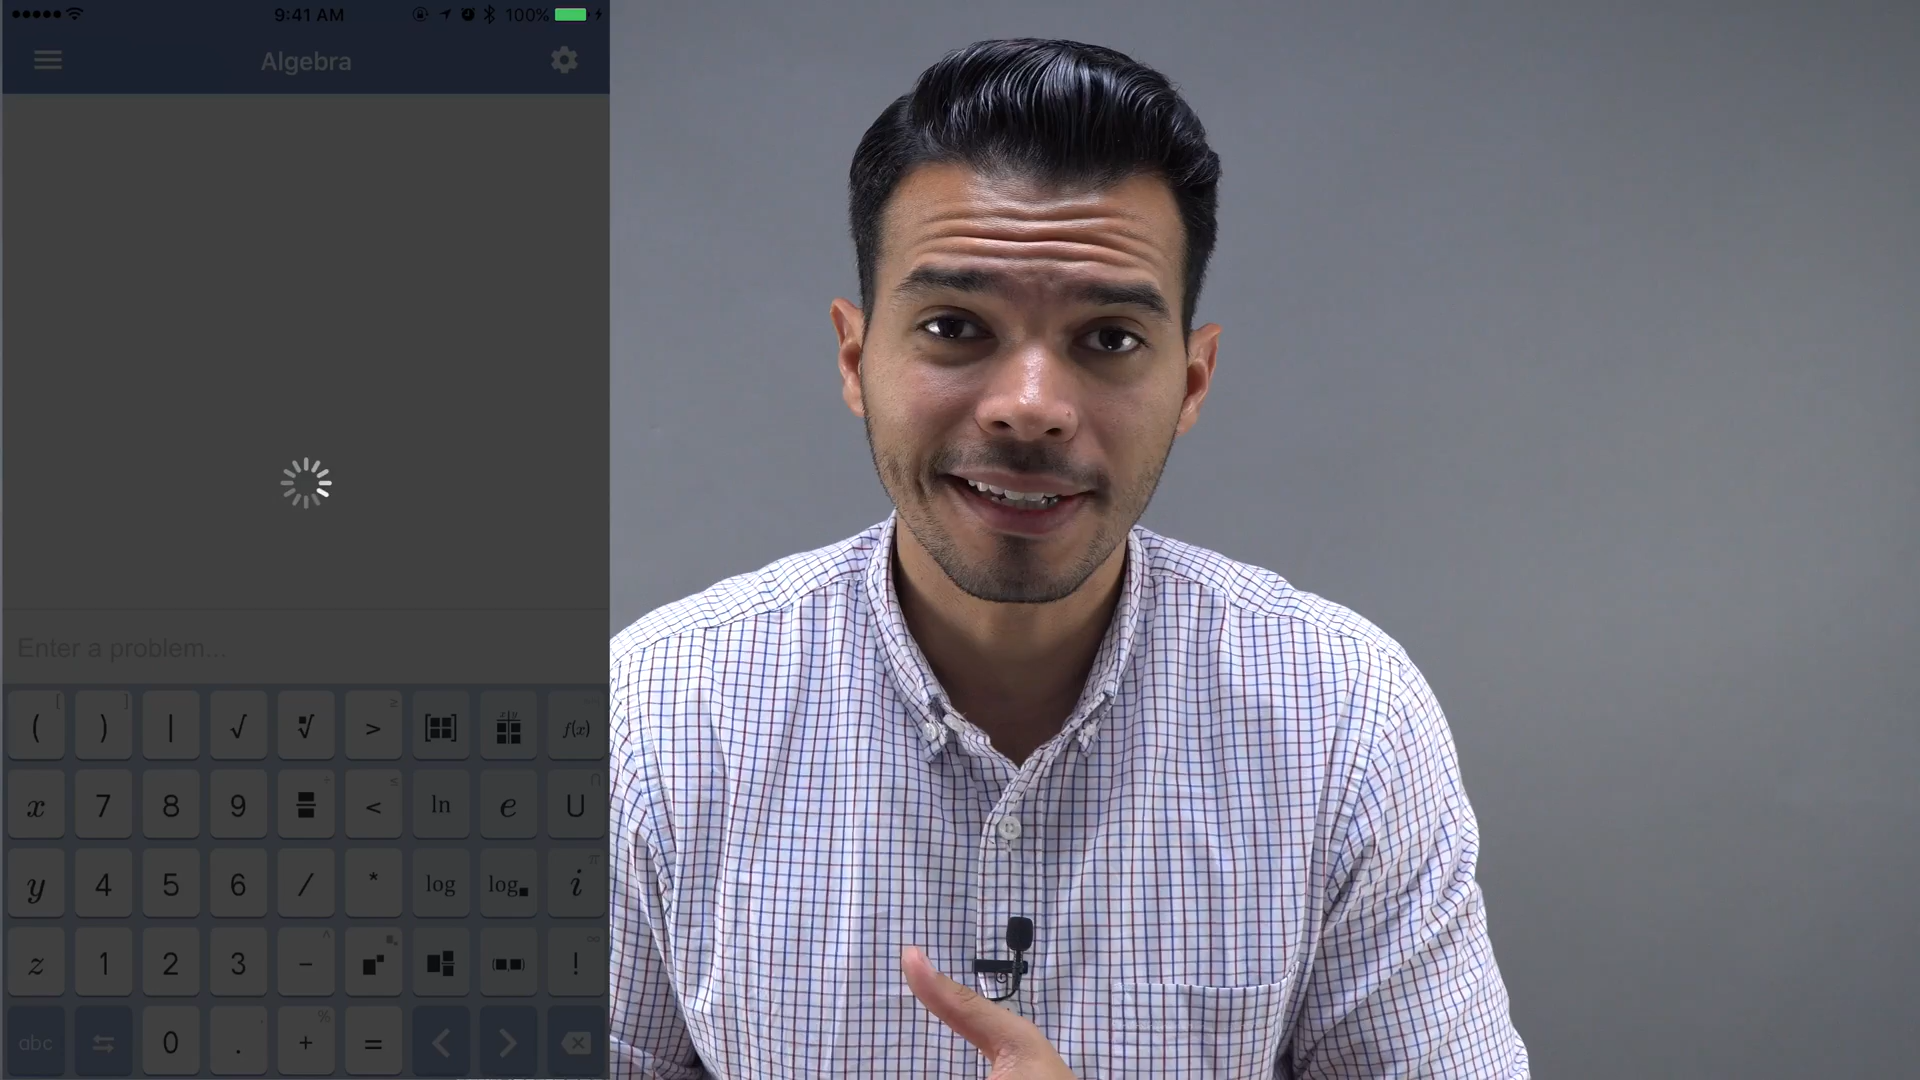 9:41 AM 100%
Algebra
Enter a problem...
( [ ) ] | √ √ > ≥ x y f(x)
x 7 8 9 ÷ < ≤ ln e U ∩
y 4 5 6 / * log log i π
z 1 2 3 − ^ ! ∞
abc 0 . , + % =